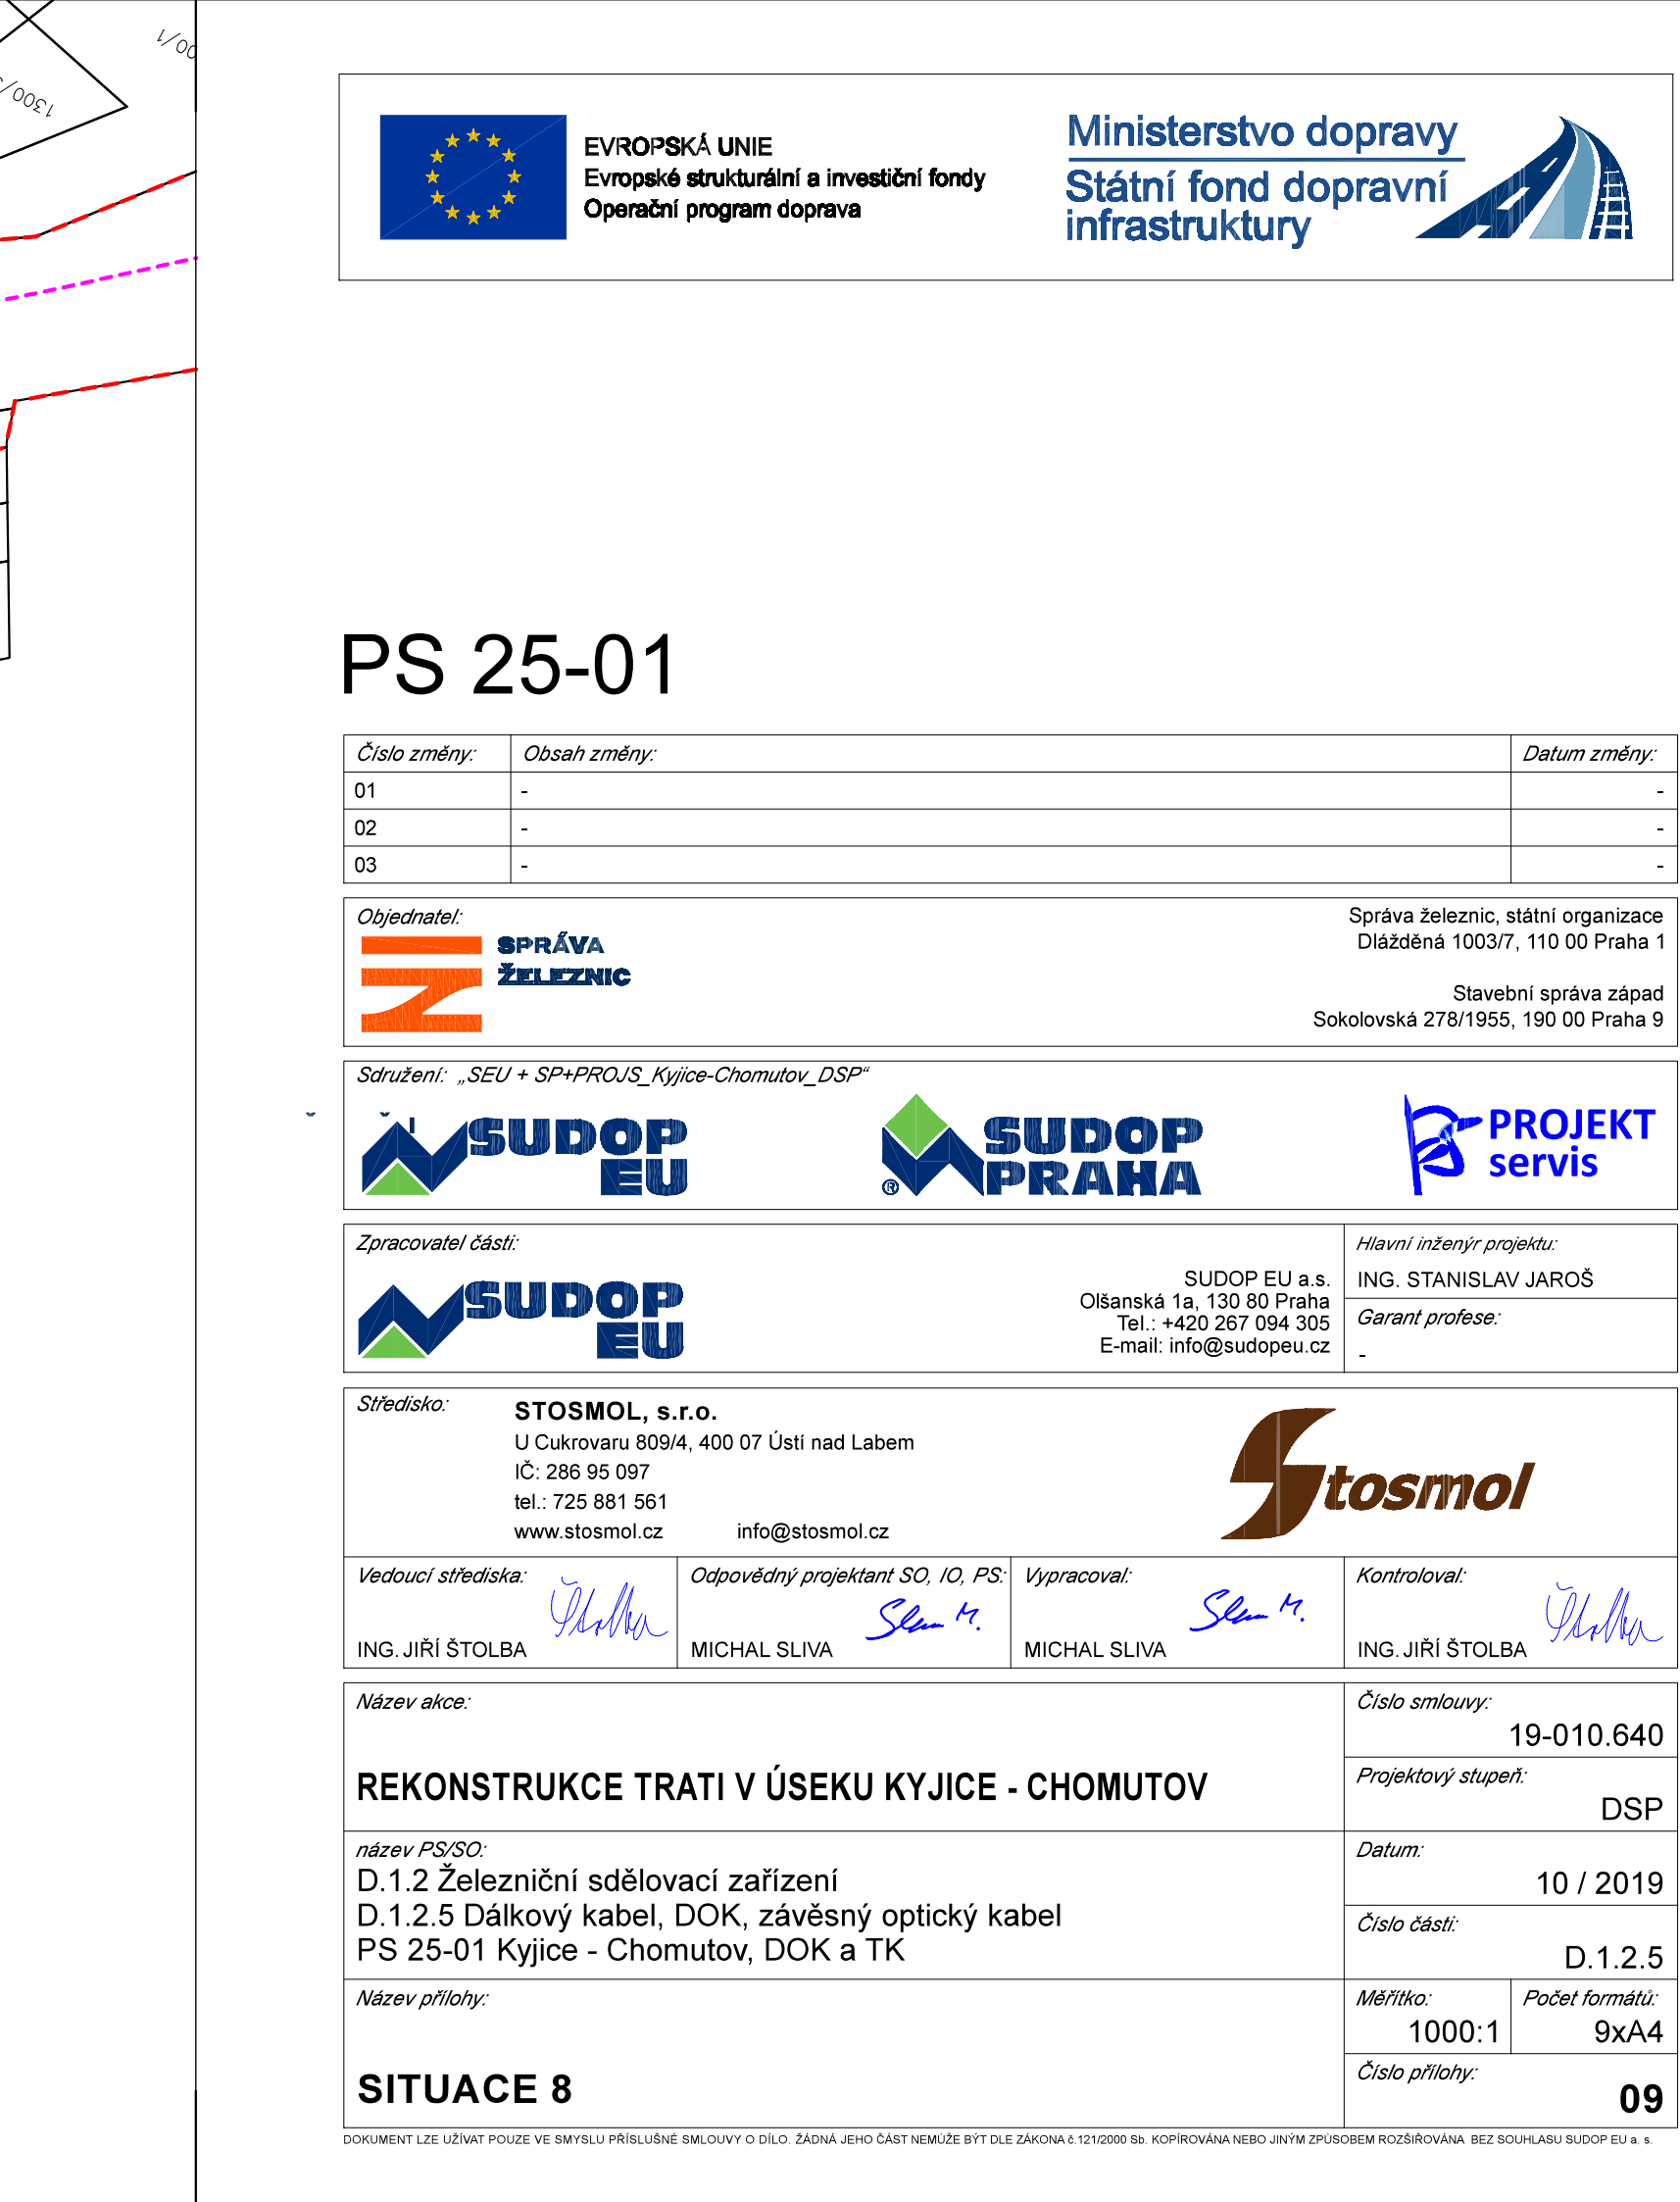 EVROPSKÁ UNIE
Evropské strukturální a investiční fondy
Operační program doprava
Ministerstvo dopravy
Státní fond dopravní
infrastruktury
PS 25-01
Číslo změny: Obsah změny: Datum změny:
01 - -
02 - -
03 - -
Objednatel:
SPRÁVA
ŽELEZNIC
Správa železnic, státní organizace
Dlážděná 1003/7, 110 00 Praha 1
Stavební správa západ
Sokolovská 278/1955, 190 00 Praha 9
Sdružení: „SEU + SP+PROJS_Kyjice-Chomutov_DSP“
SUDOP
EU
SUDOP
PRAHA
®
PROJEKT
servis
Zpracovatel části:
SUDOP
EU
SUDOP EU a.s.
Olšanská 1a, 130 80 Praha
Tel.: +420 267 094 305
E-mail: info@sudopeu.cz
Hlavní inženýr projektu:
ING. STANISLAV JAROŠ
Garant profese:
-
Středisko:
STOSMOL, s.r.o.
U Cukrovaru 809/4, 400 07 Ústí nad Labem
IČ: 286 95 097
tel.: 725 881 561
www.stosmol.cz info@stosmol.cz
Stosmol
Vedoucí střediska:
Štolba
ING. JIŘÍ ŠTOLBA
Odpovědný projektant SO, IO, PS:
MICHAL SLIVA
Vypracoval:
MICHAL SLIVA
Kontroloval:
Štolba
ING. JIŘÍ ŠTOLBA
Název akce:
REKONSTRUKCE TRATI V ÚSEKU KYJICE - CHOMUTOV
Číslo smlouvy:
19-010.640
Projektový stupeň:
DSP
název PS/SO:
D.1.2 Železniční sdělovací zařízení
D.1.2.5 Dálkový kabel, DOK, závěsný optický kabel
PS 25-01 Kyjice - Chomutov, DOK a TK
Datum:
10 / 2019
Číslo části:
D.1.2.5
Název přílohy:
SITUACE 8
Měřítko:
1000:1
Počet formátů:
9xA4
Číslo přílohy:
09
DOKUMENT LZE UŽÍVAT POUZE VE SMYSLU PŘÍSLUŠNÉ SMLOUVY O DÍLO. ŽÁDNÁ JEHO ČÁST NEMŮŽE BÝT DLE ZÁKONA č.121/2000 Sb. KOPÍROVÁNA NEBO JINÝM ZPŮSOBEM ROZŠIŘOVÁNA BEZ SOUHLASU SUDOP EU a. s.